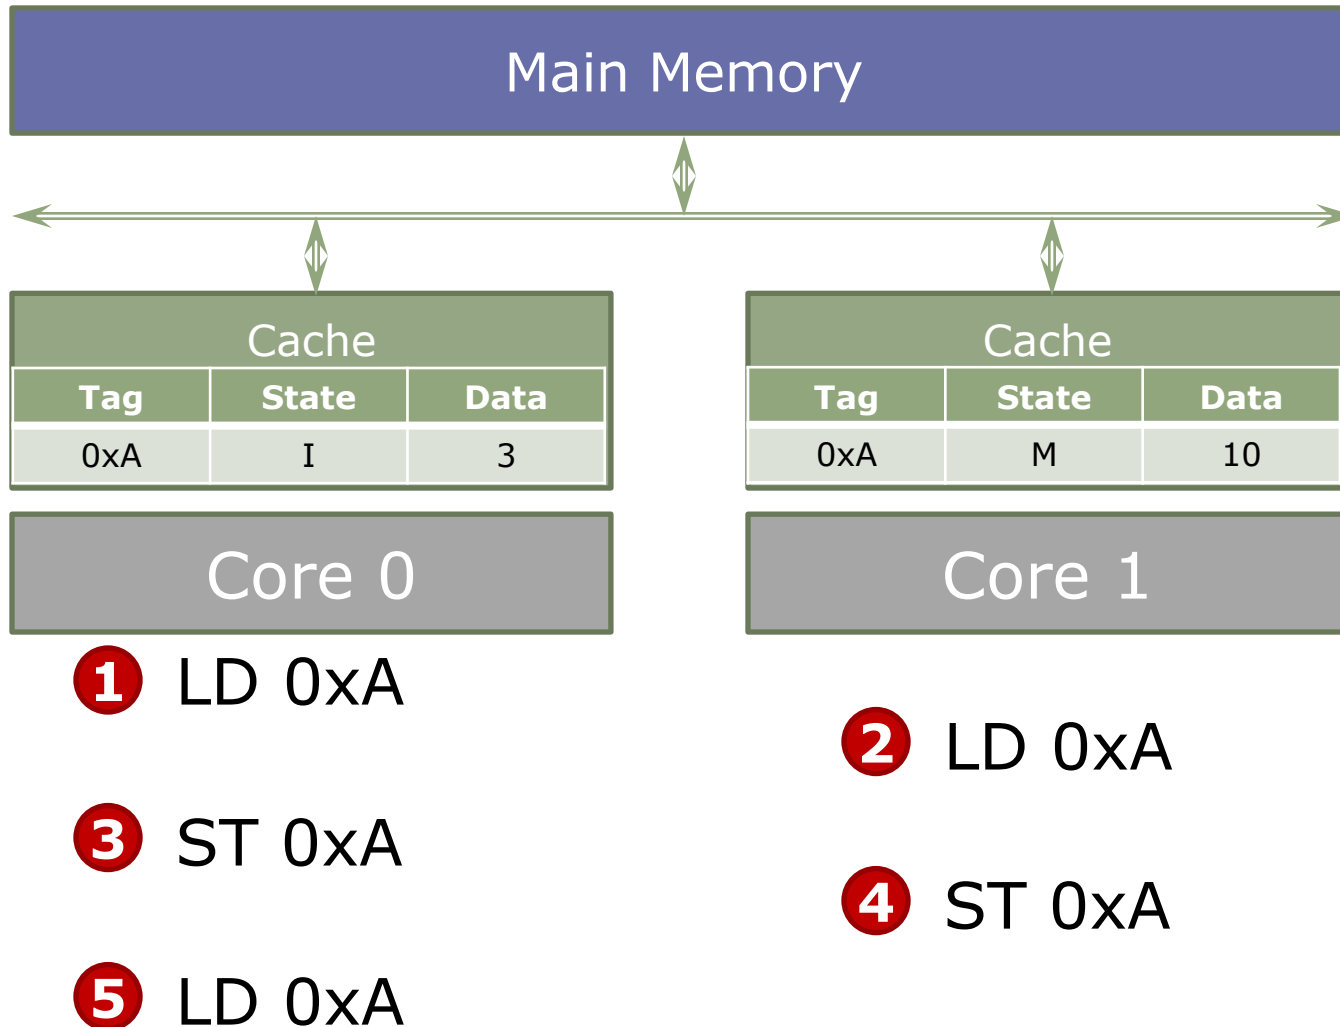 Main Memory
Cache
Tag State Data
0xA I 3
Cache
Tag State Data
0xA M 10
Core 0
Core 1
1 LD 0xA
2 LD 0xA
3 ST 0xA
4 ST 0xA
5 LD 0xA